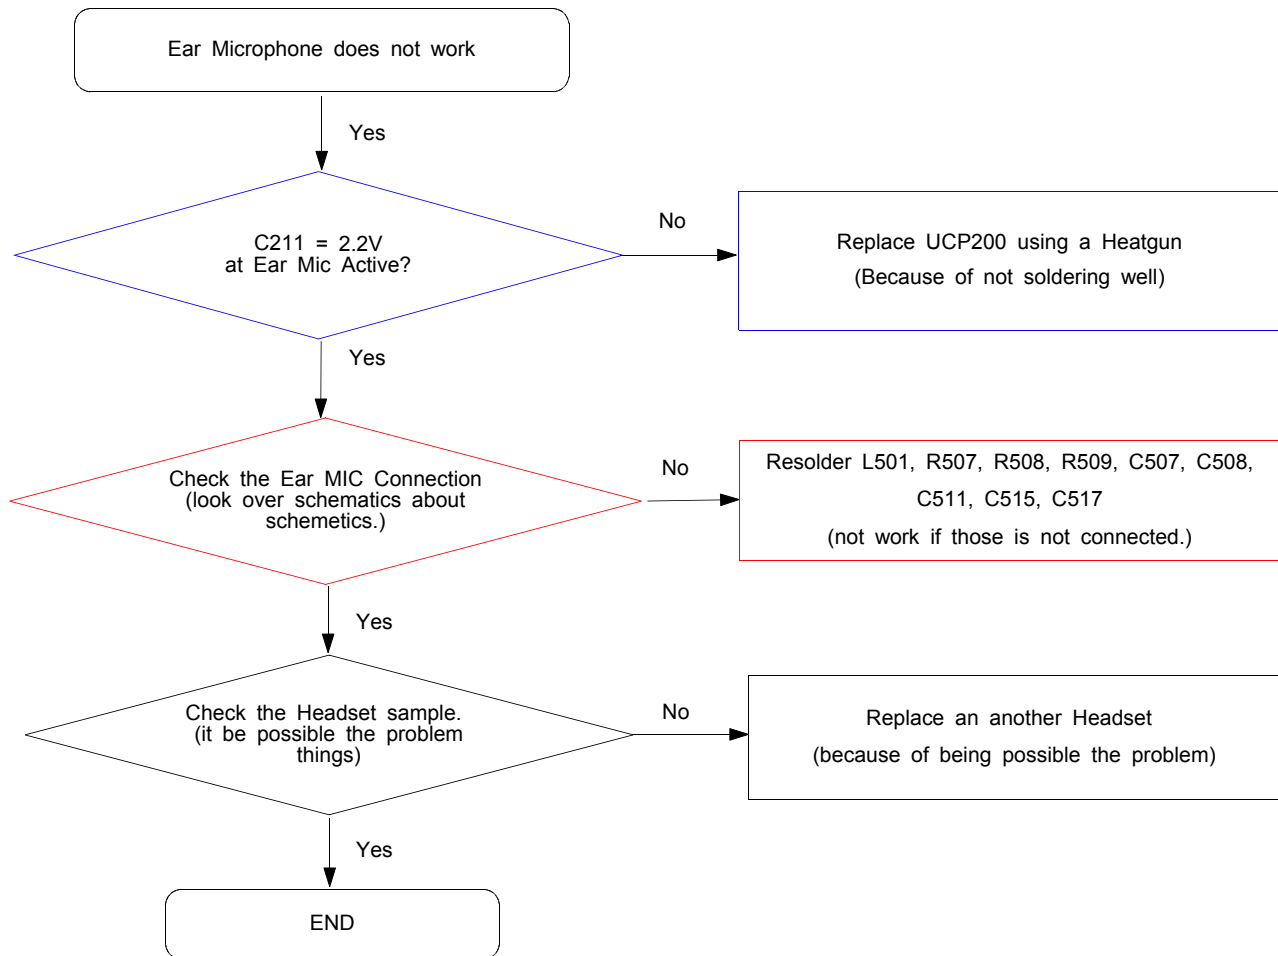 Ear Microphone does not work
Yes
C211 = 2.2V
at Ear Mic Active?
No
Replace UCP200 using a Heatgun
(Because of not soldering well)
Yes
Check the Ear MIC Connection
(look over schematics about
schemetics.)
No
Resolder L501, R507, R508, R509, C507, C508,
C511, C515, C517
(not work if those is not connected.)
Yes
Check the Headset sample.
(it be possible the problem
things)
No
Replace an another Headset
(because of being possible the problem)
Yes
END